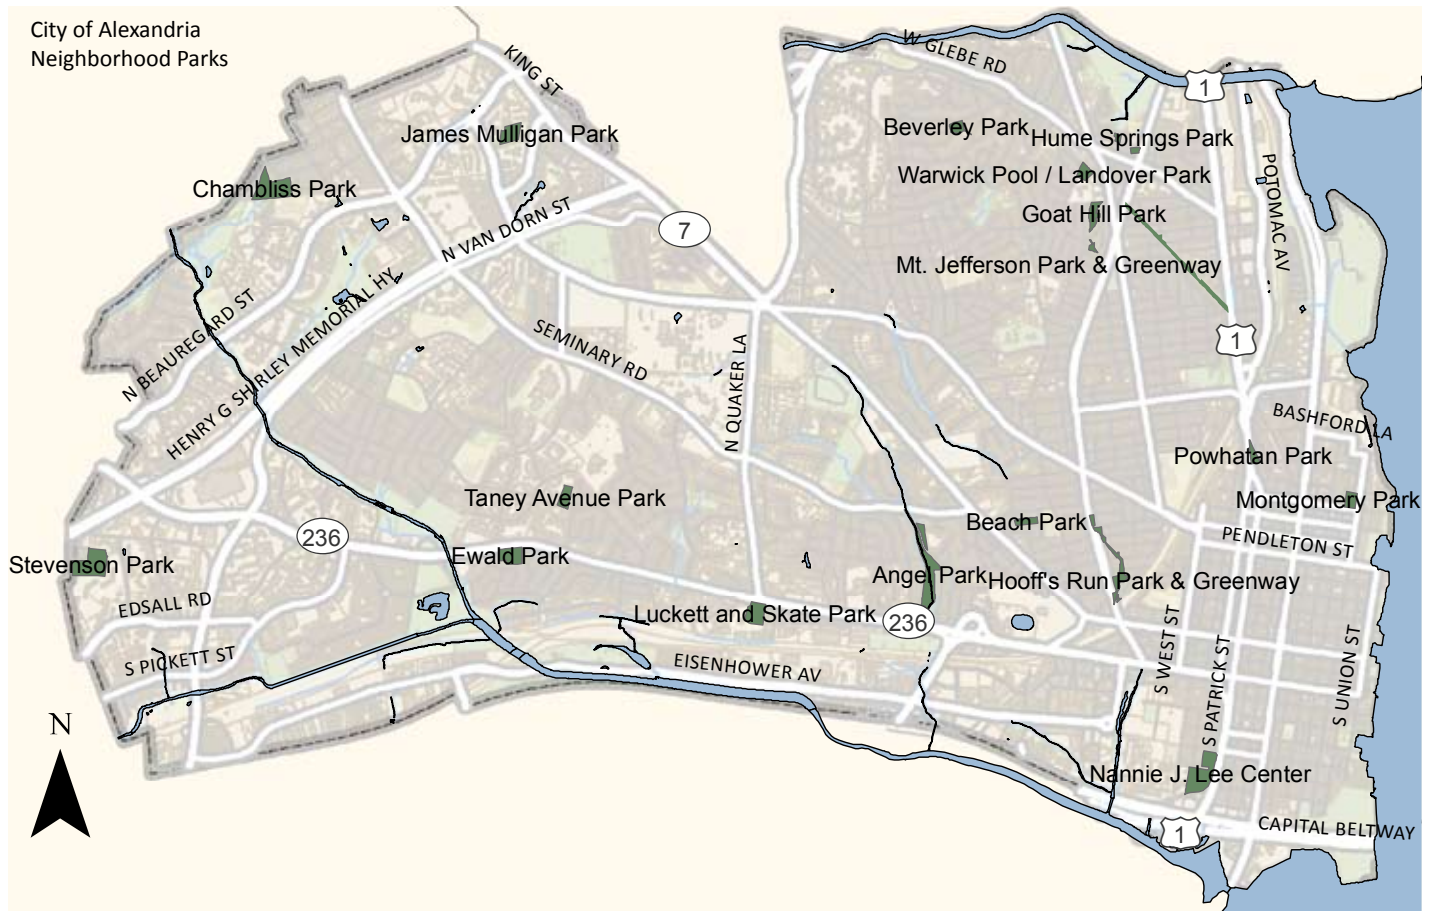 City of Alexandria
Neighborhood Parks
KING ST
W GLEBE RD
1
James Mulligan Park
Beverley Park
Hume Springs Park
Chambliss Park
Warwick Pool / Landover Park
POTOMAC AV
Goat Hill Park
7
N VAN DORN ST
Mt. Jefferson Park & Greenway
N BEAUREGARD ST
HENRY G SHIRLEY MEMORIAL HY
SEMINARY RD
N QUAKER LA
1
BASHFORD LA
Powhatan Park
Taney Avenue Park
Montgomery Park
Beach Park
236
PENDLETON ST
Stevenson Park
Ewald Park
Angel Park
Hooff's Run Park & Greenway
EDSALL RD
Luckett and Skate Park
236
S PICKETT ST
EISENHOWER AV
S WEST ST
S PATRICK ST
S UNION ST
N
Nannie J. Lee Center
1
CAPITAL BELTWAY